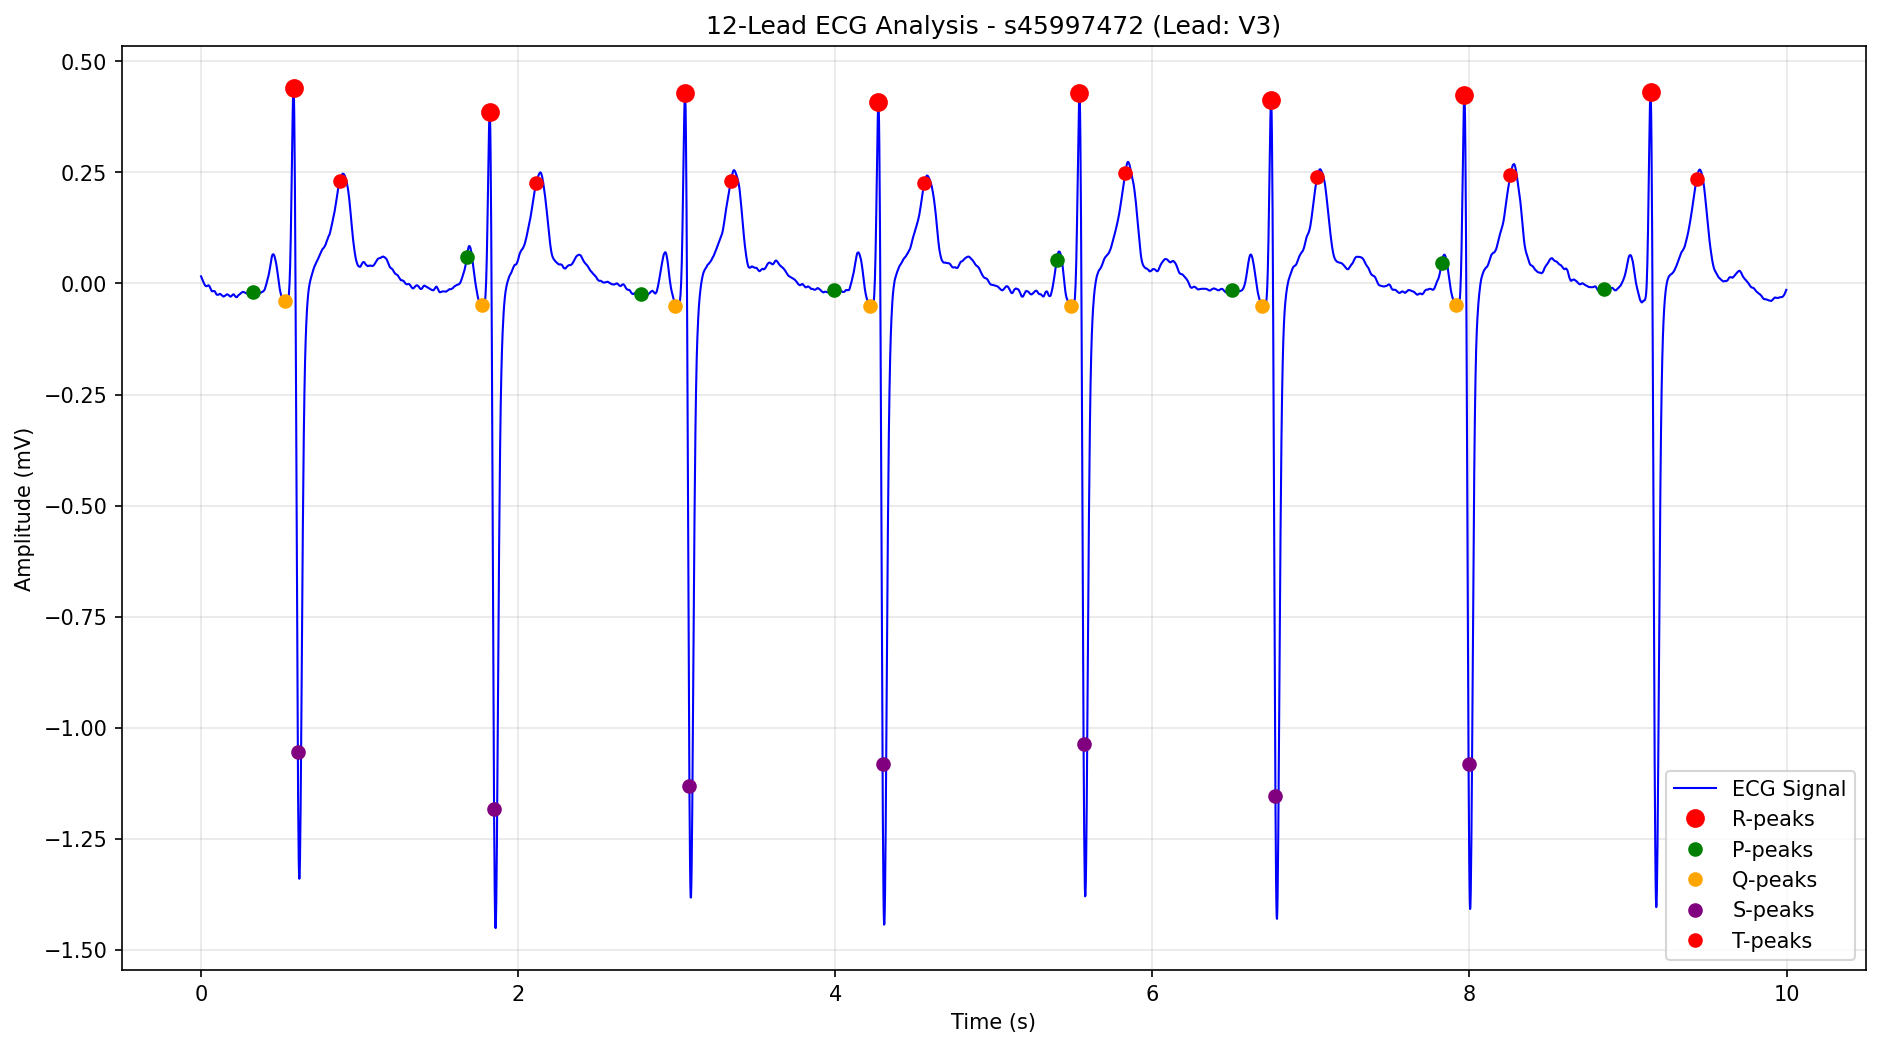 12-Lead ECG Analysis - s45997472 (Lead: V3)
0.50
0.25
0.00
−0.25
−0.50
−0.75
−1.00
−1.25
−1.50
Amplitude (mV)
ECG Signal
R-peaks
P-peaks
Q-peaks
S-peaks
T-peaks
0 2 4 6 8 10
Time (s)